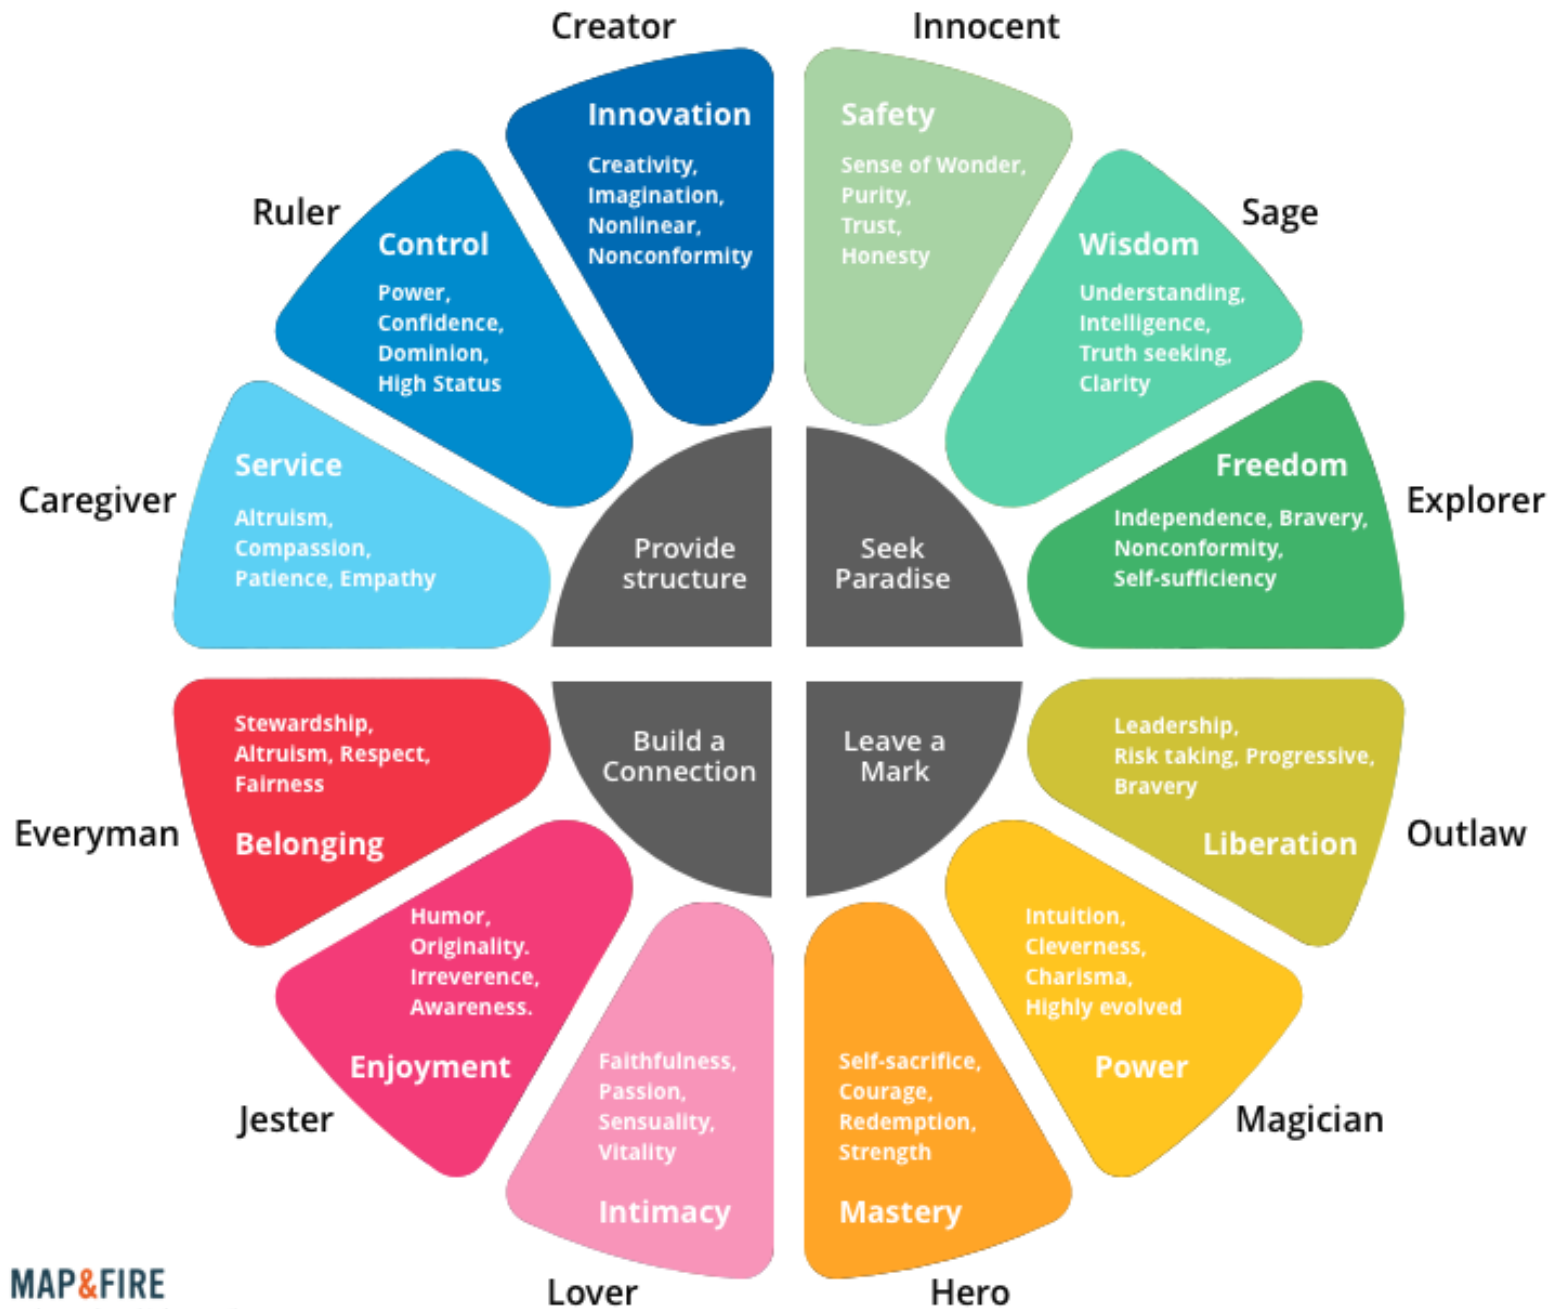 Creator
Innovation
Creativity,
Imagination,
Nonlinear,
Nonconformity
Innocent
Safety
Sense of Wonder,
Purity,
Trust,
Honesty
Ruler
Control
Power,
Confidence,
Dominion,
High Status
Sage
Wisdom
Understanding,
Intelligence,
Truth seeking,
Clarity
Caregiver
Service
Altruism,
Compassion,
Patience, Empathy
Explorer
Freedom
Independence, Bravery,
Nonconformity,
Self-sufficiency
Provide
structure
Seek
Paradise
Build a
Connection
Leave a
Mark
Everyman
Stewardship,
Altruism, Respect,
Fairness
Belonging
Outlaw
Leadership,
Risk taking, Progressive,
Bravery
Liberation
Jester
Humor,
Originality.
Irreverence,
Awareness.
Enjoyment
Magician
Intuition,
Cleverness,
Charisma,
Highly evolved
Power
Faithfulness,
Passion,
Sensuality,
Vitality
Intimacy
Lover
Self-sacrifice,
Courage,
Redemption,
Strength
Mastery
Hero
MAP&FIRE